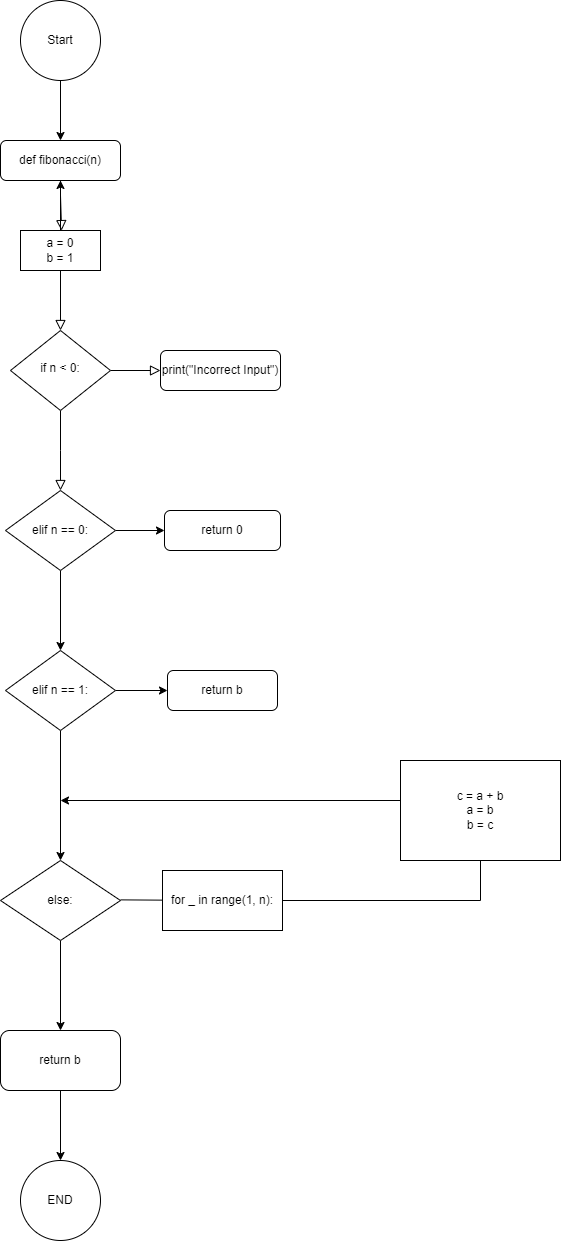 Start
def fibonacci(n)
a = 0
b = 1
if n < 0:
print("Incorrect Input")
elif n == 0:
return 0
elif n == 1:
return b
c = a + b
a = b
b = c
else:
for _ in range(1, n):
return b
END